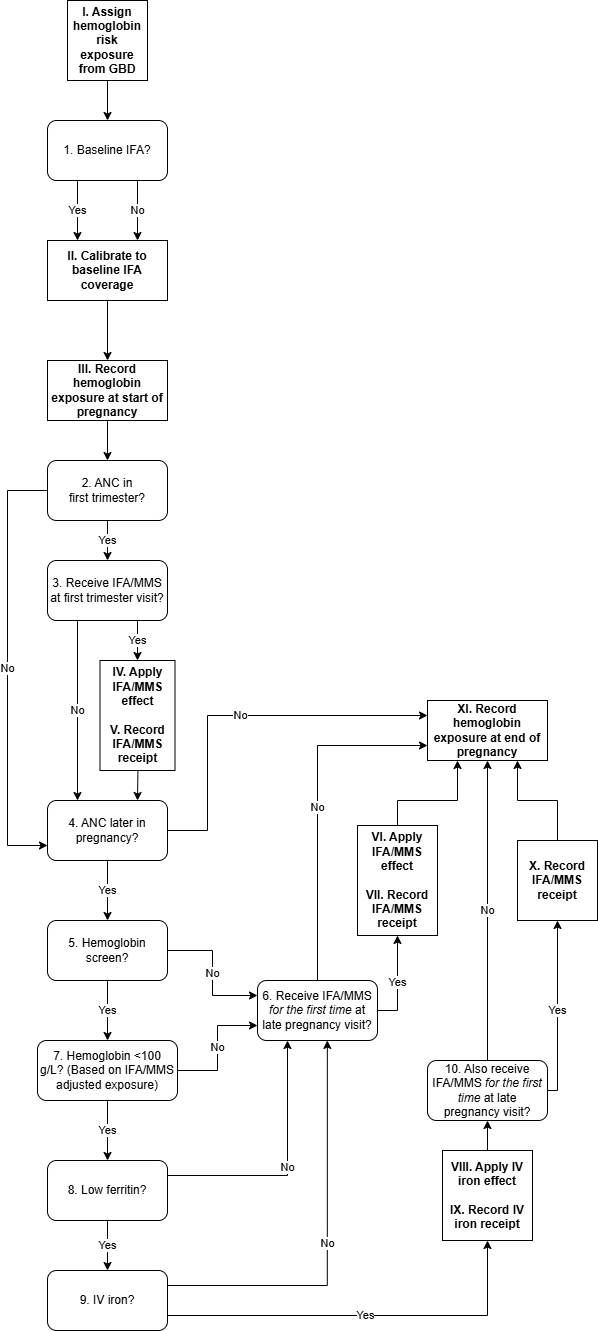 I. Assign
hemoglobin
risk
exposure
from GBD
1. Baseline IFA?
Yes
No
II. Calibrate to
baseline IFA
coverage
III. Record
hemoglobin
exposure at start of
pregnancy
2. ANC in
first trimester?
Yes
3. Receive IFA/MMS
at first trimester visit?
Yes
No
No
IV. Apply
IFA/MMS
effect
V. Record
IFA/MMS
receipt
No
XI. Record
hemoglobin
exposure at end of
pregnancy
4. ANC later in
pregnancy?
No
VI. Apply
IFA/MMS
effect
VII. Record
IFA/MMS
receipt
X. Record
IFA/MMS
receipt
Yes
No
5. Hemoglobin
screen?
No
Yes
6. Receive IFA/MMS
for the first time at
late pregnancy visit?
Yes
Yes
7. Hemoglobin <100
g/L? (Based on IFA/MMS
adjusted exposure)
No
10. Also receive
IFA/MMS for the first
time at late
pregnancy visit?
Yes
8. Low ferritin?
No
VIII. Apply IV
iron effect
IX. Record IV
iron receipt
Yes
No
9. IV iron?
Yes